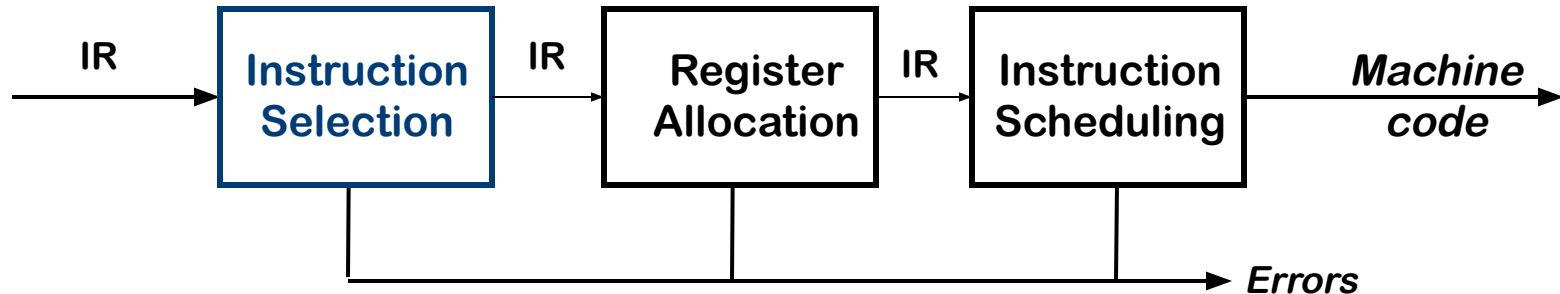 IR
Instruction
Selection
IR
Register
Allocation
IR
Instruction
Scheduling
Machine
code
Errors